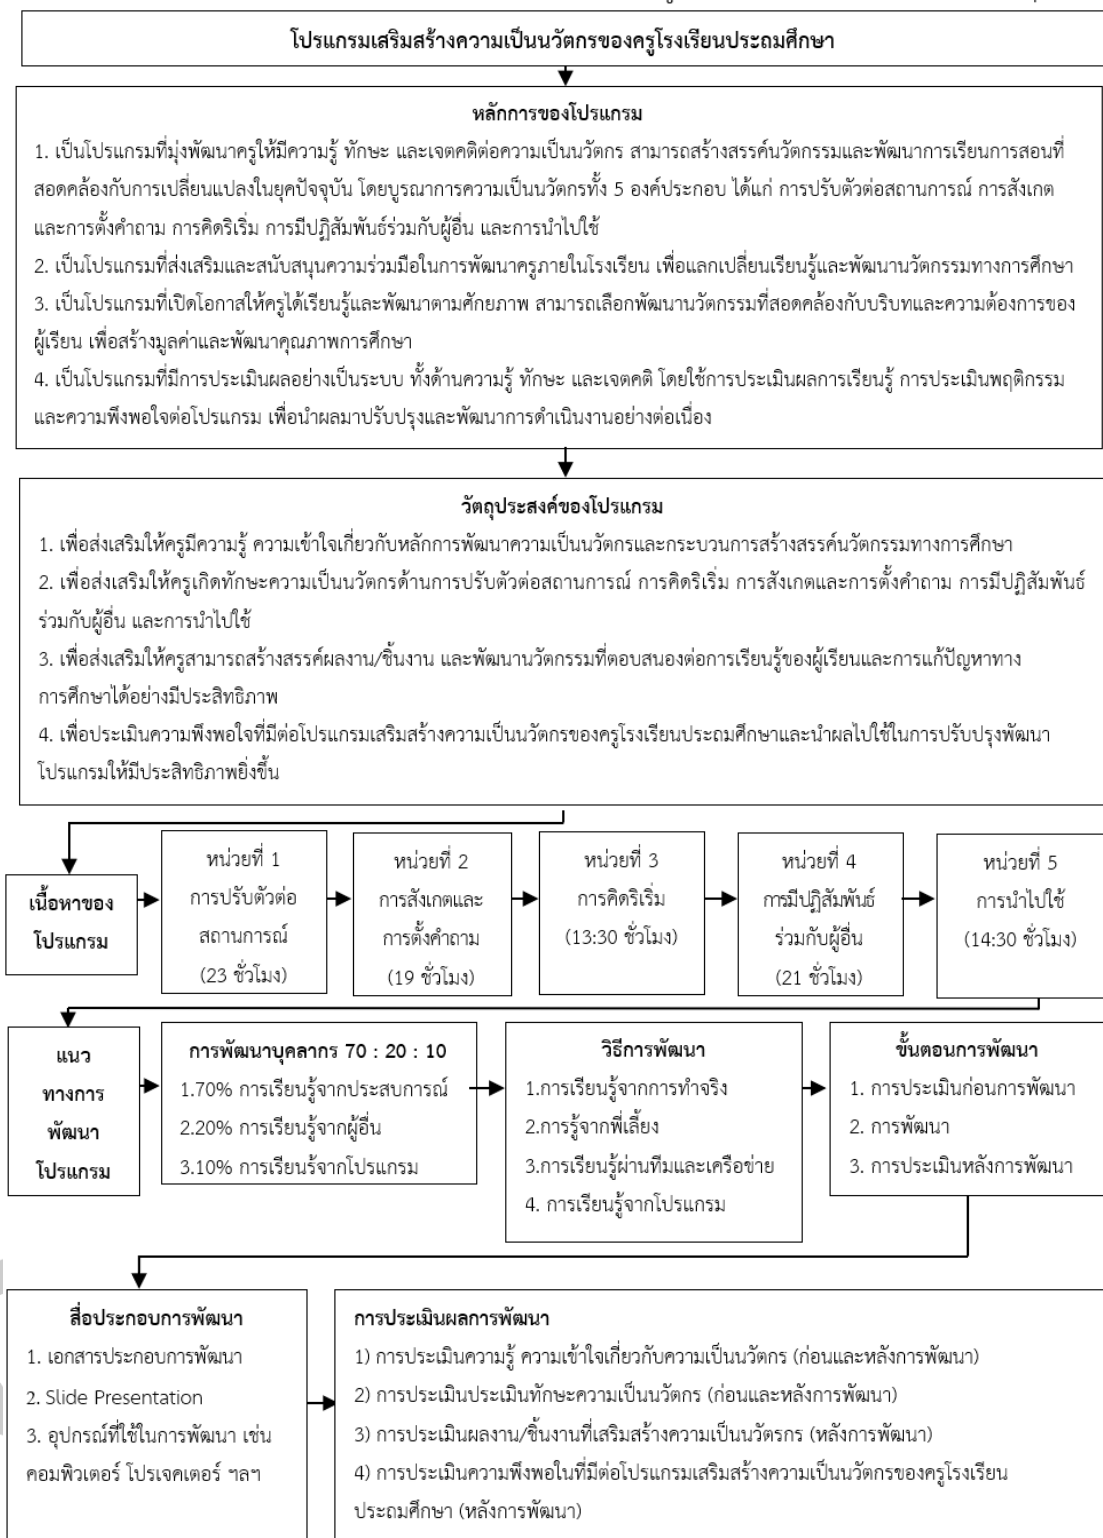 โปรแกรมเสริมสร้างความเป็นนวัตกรของครูโรงเรียนประถมศึกษา
หลักการของโปรแกรม
1. เป็นโปรแกรมที่มุ่งพัฒนาครูให้มีความรู้ ทักษะ และเจตคติต่อความเป็นนวัตกร สามารถสร้างสรรค์นวัตกรรมและพัฒนาการเรียนการสอนที่
สอดคล้องกับการเปลี่ยนแปลงในยุคปัจจุบัน โดยบูรณาการความเป็นนวัตกรทั้ง 5 องค์ประกอบ ได้แก่ การปรับตัวต่อสถานการณ์ การสังเกต
และการตั้งคำถาม การคิดริเริ่ม การมีปฏิสัมพันธ์ร่วมกับผู้อื่น และการนำไปใช้
2. เป็นโปรแกรมที่ส่งเสริมและสนับสนุนความร่วมมือในการพัฒนาครูภายในโรงเรียน เพื่อแลกเปลี่ยนเรียนรู้และพัฒนานวัตกรรมทางการศึกษา
3. เป็นโปรแกรมที่เปิดโอกาสให้ครูได้เรียนรู้และพัฒนาตามศักยภาพ สามารถเลือกพัฒนานวัตกรรมที่สอดคล้องกับบริบทและความต้องการของ
ผู้เรียน เพื่อสร้างมูลค่าและพัฒนาคุณภาพการศึกษา
4. เป็นโปรแกรมที่มีการประเมินผลอย่างเป็นระบบ ทั้งด้านความรู้ ทักษะ และเจตคติ โดยใช้การประเมินผลการเรียนรู้ การประเมินพฤติกรรม
และความพึงพอใจต่อโปรแกรม เพื่อนำผลมาปรับปรุงและพัฒนาการดำเนินงานอย่างต่อเนื่อง
วัตถุประสงค์ของโปรแกรม
1. เพื่อส่งเสริมให้ครูมีความรู้ ความเข้าใจเกี่ยวกับหลักการพัฒนาความเป็นนวัตกรและกระบวนการสร้างสรรค์นวัตกรรมทางการศึกษา
2. เพื่อส่งเสริมให้ครูเกิดทักษะความเป็นนวัตกรด้านการปรับตัวต่อสถานการณ์ การคิดริเริ่ม การสังเกตและการตั้งคำถาม การมีปฏิสัมพันธ์
ร่วมกับผู้อื่น และการนำไปใช้
3. เพื่อส่งเสริมให้ครูสามารถสร้างสรรค์ผลงาน/ชิ้นงาน และพัฒนานวัตกรรมที่ตอบสนองต่อการเรียนรู้ของผู้เรียนและการแก้ปัญหาทาง
การศึกษาได้อย่างมีประสิทธิภาพ
4. เพื่อประเมินความพึงพอใจที่มีต่อโปรแกรมเสริมสร้างความเป็นนวัตกรของครูโรงเรียนประถมศึกษาและนำผลไปใช้ในการปรับปรุงพัฒนา
โปรแกรมให้มีประสิทธิภาพยิ่งขึ้น
เนื้อหาของ
โปรแกรม
หน่วยที่ 1
การปรับตัวต่อ
สถานการณ์
(23 ชั่วโมง)
หน่วยที่ 2
การสังเกตและ
การตั้งคำถาม
(19 ชั่วโมง)
หน่วยที่ 3
การคิดริเริ่ม
(13:30 ชั่วโมง)
หน่วยที่ 4
การมีปฏิสัมพันธ์
ร่วมกับผู้อื่น
(21 ชั่วโมง)
หน่วยที่ 5
การนำไปใช้
(14:30 ชั่วโมง)
แนว
ทางการ
พัฒนา
โปรแกรม
การพัฒนาบุคลากร 70 : 20 : 10
1.70% การเรียนรู้จากประสบการณ์
2.20% การเรียนรู้จากผู้อื่น
3.10% การเรียนร้จากโปรแกรม
วิธีการพัฒนา
1.การเรียนรู้จากการทำจริง
2.การรู้จากพี่เลี้ยง
3.การเรียนรู้ผ่านทีมและเครือข่าย
4. การเรียนรู้จากโปรแกรม
ขั้นตอนการพัฒนา
1. การประเมินก่อนการพัฒนา
2. การพัฒนา
3. การประเมินหลังการพัฒนา
สื่อประกอบการพัฒนา
1. เอกสารประกอบการพัฒนา
2. Slide Presentation
3. อุปกรณ์ที่ใช้ในการพัฒนา เช่น
คอมพิวเตอร์ โปรเจคเตอร์ ฯลฯ
การประเมินผลการพัฒนา
1) การประเมินความรู้ ความเข้าใจเกี่ยวกับความเป็นนวัตกร (ก่อนและหลังการพัฒนา)
2) การประเมินประเมินทักษะความเป็นนวัตกร (ก่อนและหลังการพัฒนา)
3) การประเมินผลงาน/ชิ้นงานที่เสริมสร้างความเป็นนวัตรกร (หลังการพัฒนา)
4) การประเมินความพึงพอในที่มีต่อโปรแกรมเสริมสร้างความเป็นนวัตกรของครูโรงเรียน
ประถมศึกษา (หลังการพัฒนา)